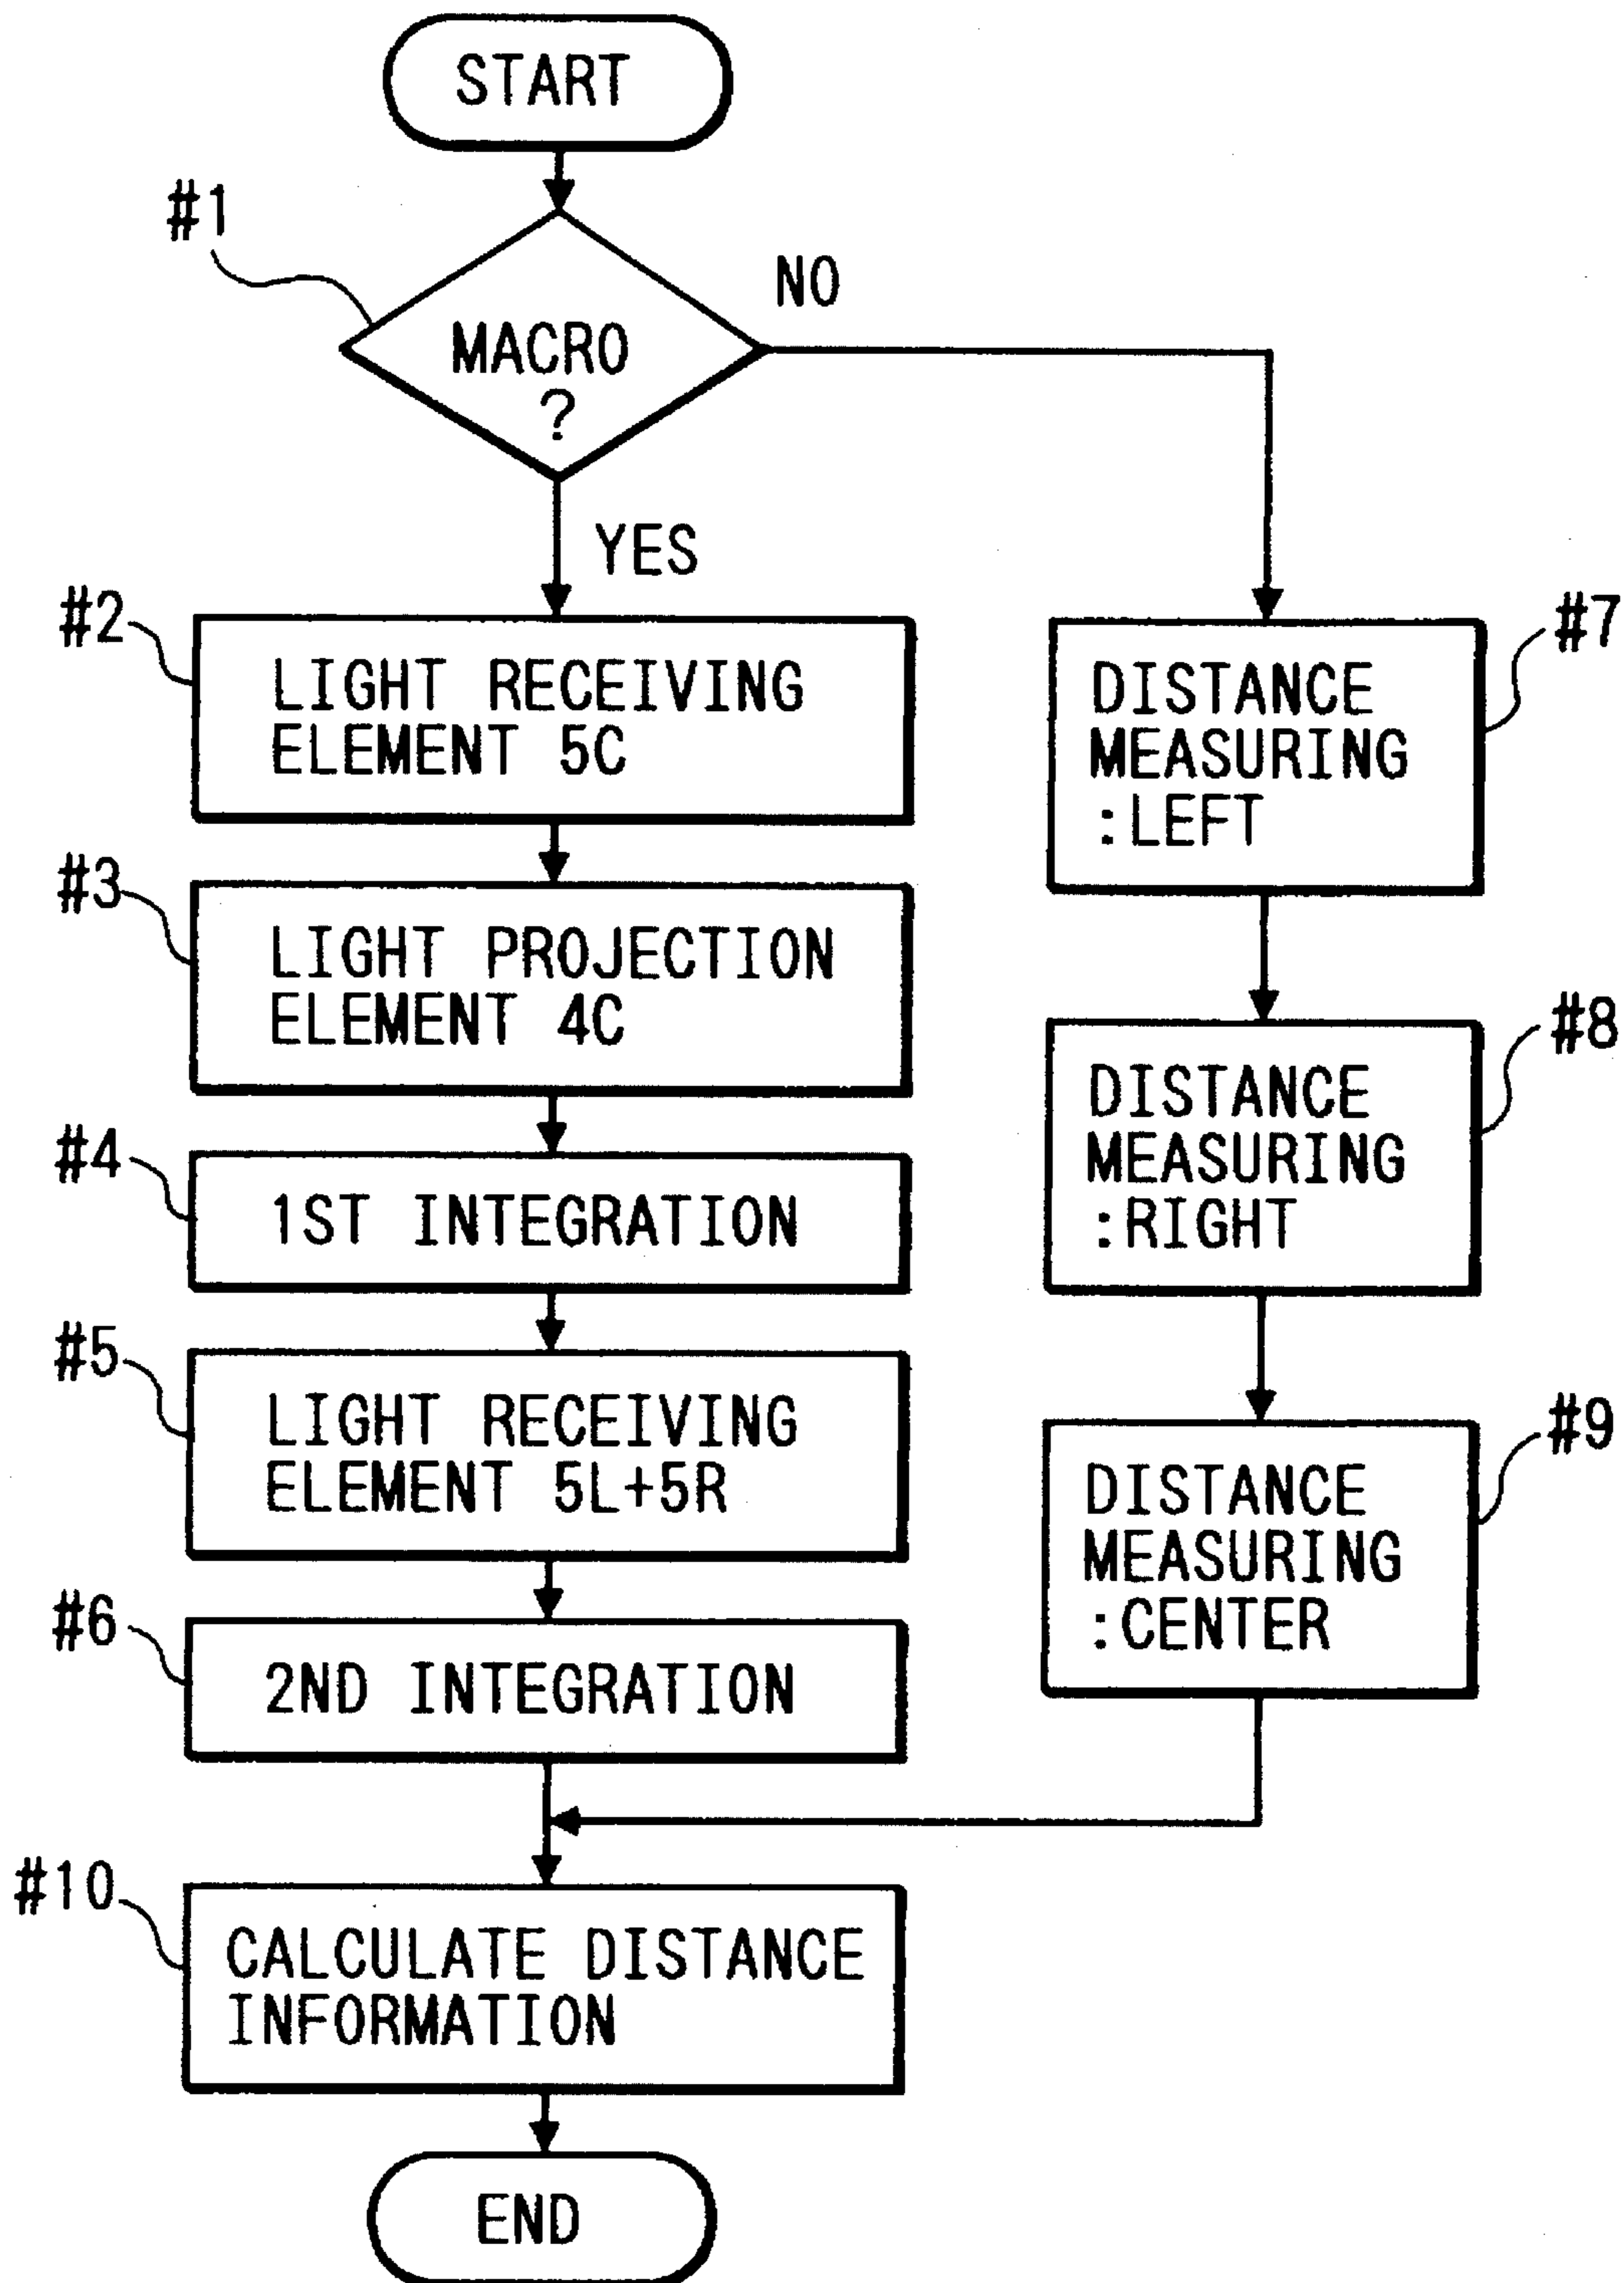 START
#1
MACRO
?
NO
YES
#2
LIGHT RECEIVING
ELEMENT 5C
#3
LIGHT PROJECTION
ELEMENT 4C
#4
1ST INTEGRATION
#5
LIGHT RECEIVING
ELEMENT 5L+5R
#6
2ND INTEGRATION
#7
DISTANCE
MEASURING
:LEFT
#8
DISTANCE
MEASURING
:RIGHT
#9
DISTANCE
MEASURING
:CENTER
#10
CALCULATE DISTANCE
INFORMATION
END